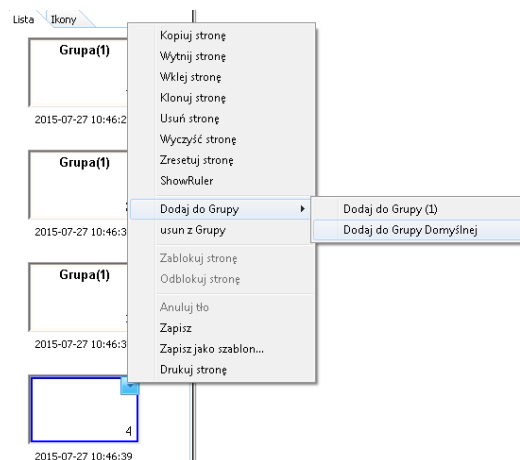 Lista Ikony
Grupa(1)
2015-07-27 10:46:2
Grupa(1)
2015-07-27 10:46:3
Grupa(1)
2015-07-27 10:46:3
4
2015-07-27 10:46:39
Kopiuj stronę
Wytnij stronę
Wklej stronę
Klonuj stronę
Usuń stronę
Wyczyść stronę
Zresetuj stronę
ShowRuler
Dodaj do Grupy
usun z Grupy
Zablokuj stronę
Odblokuj stronę
Anuluj tło
Zapisz
Zapisz jako szablon...
Drukuj stronę
Dodaj do Grupy (1)
Dodaj do Grupy Domyślnej